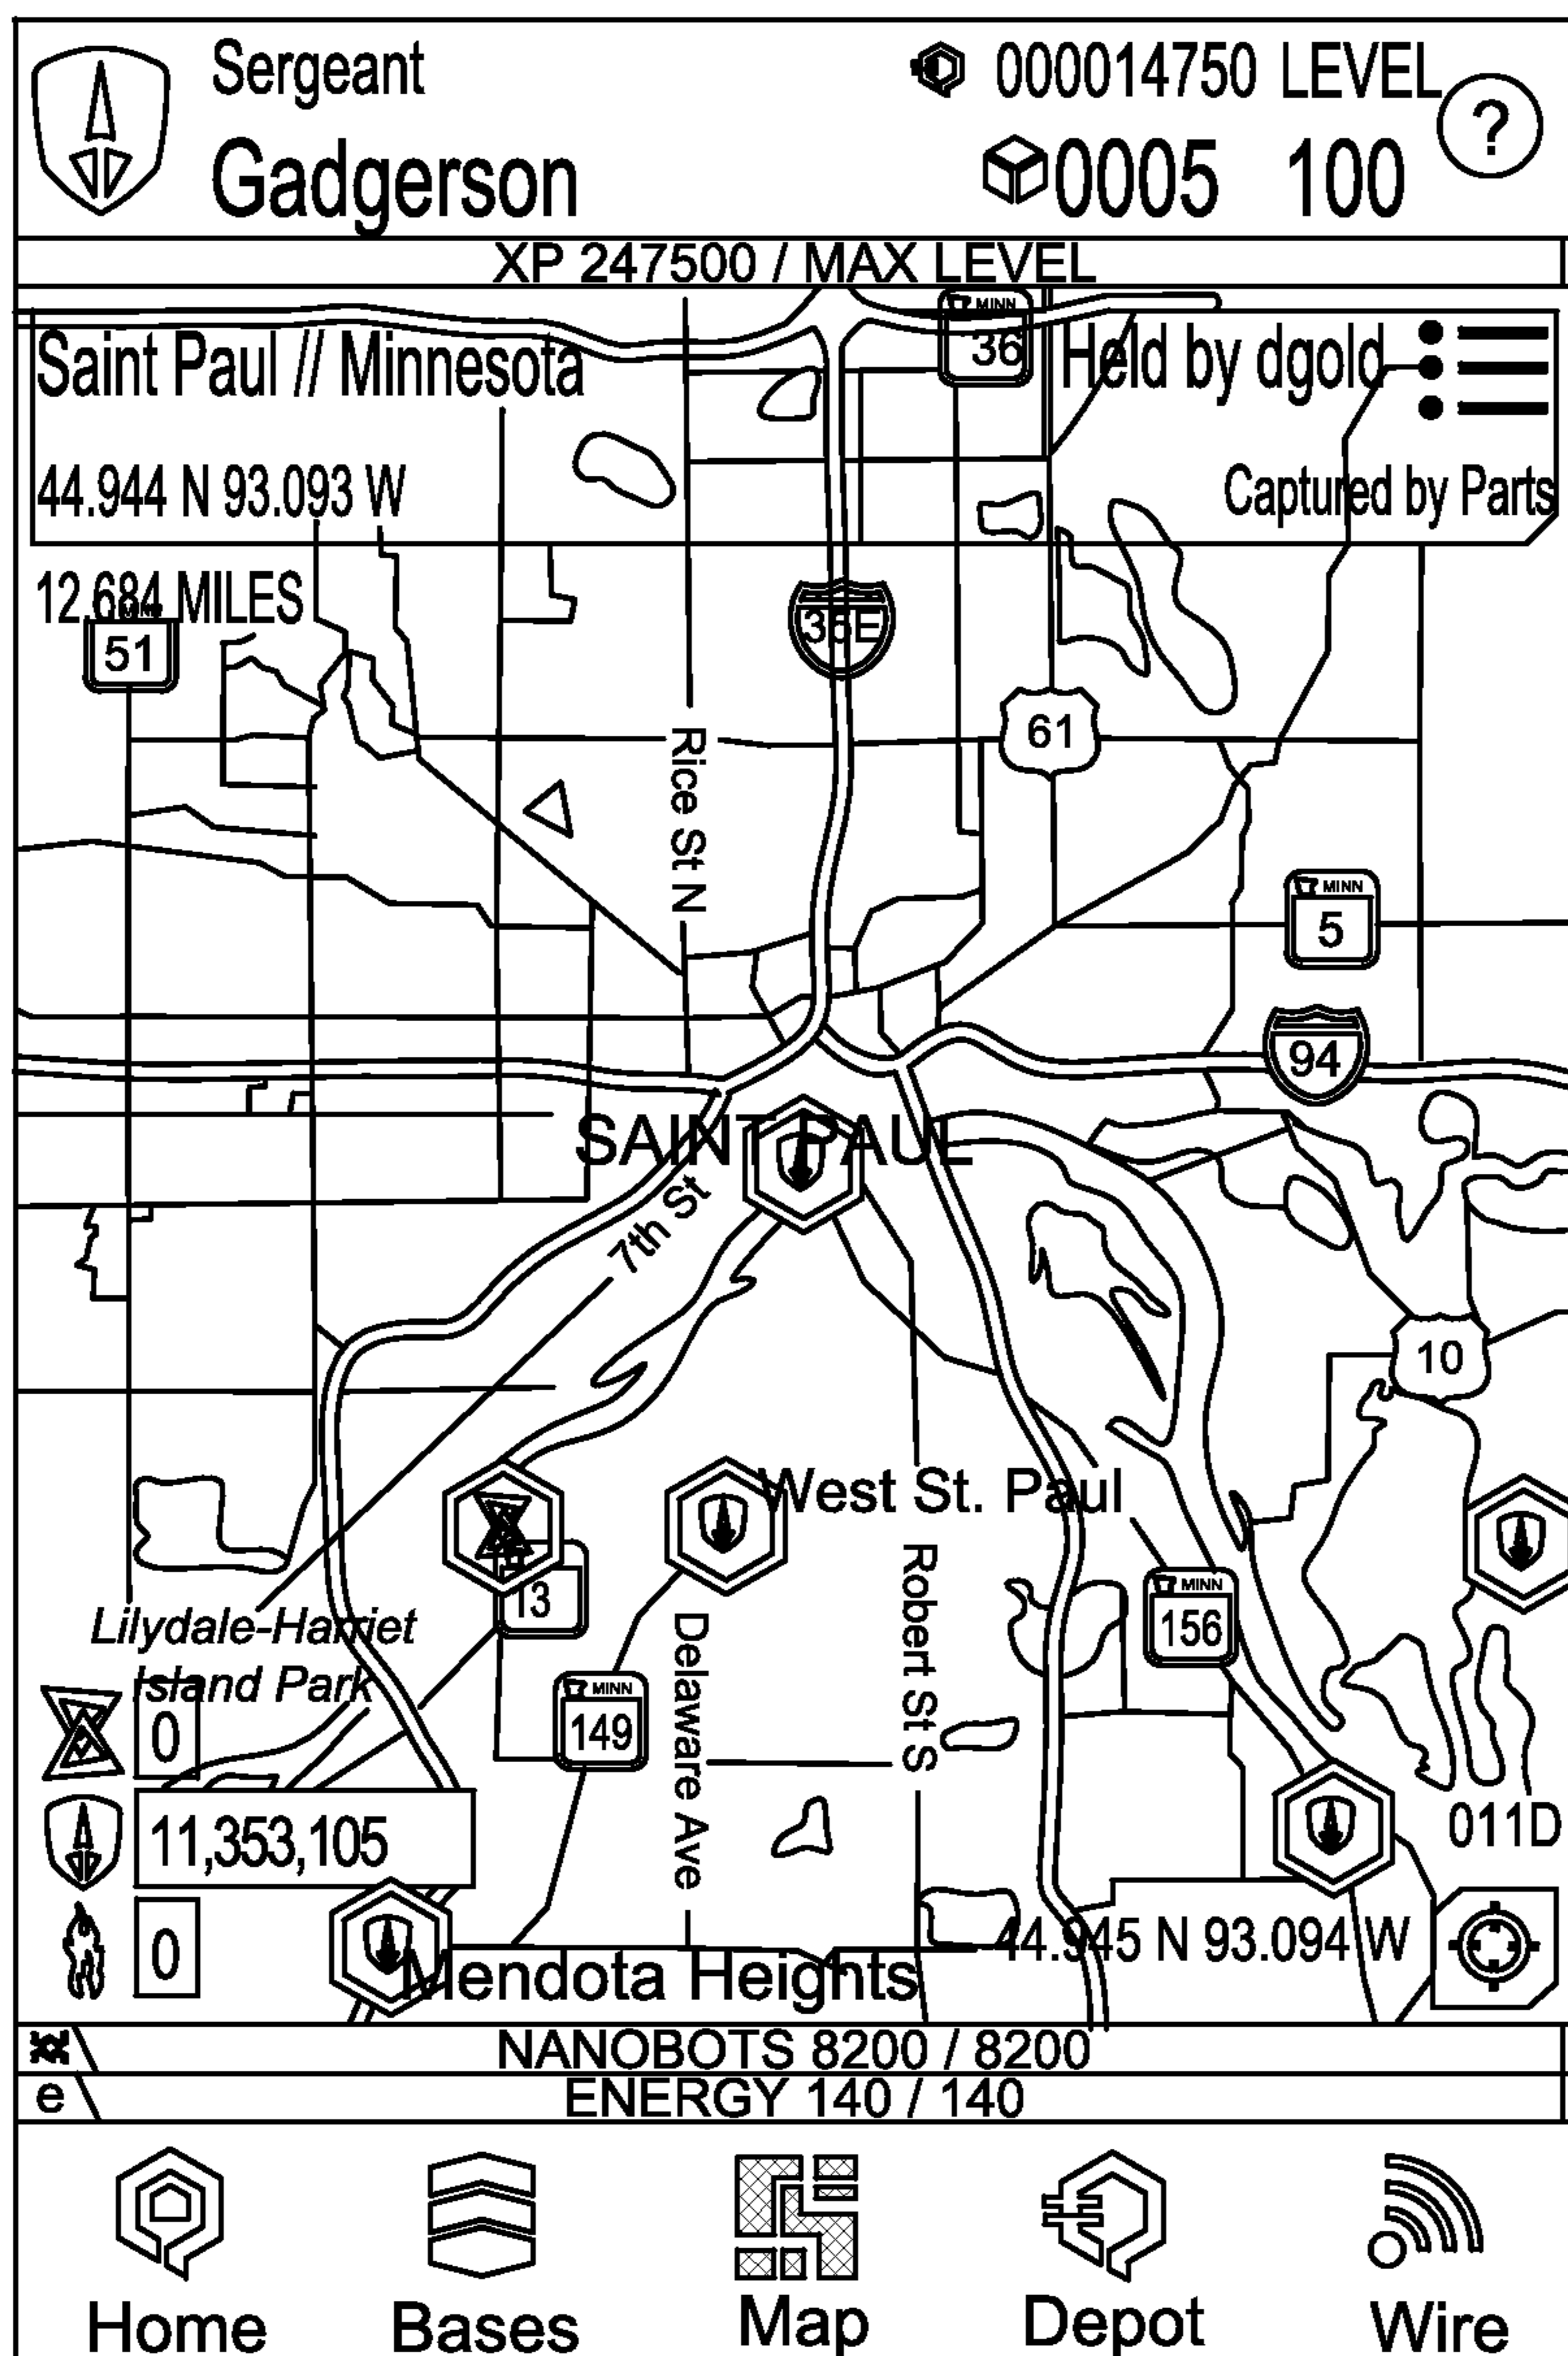 Sergeant
000014750 LEVEL
?
Gadgerson
0005 100
XP 247500 / MAX LEVEL
MINN
36
Saint Paul // Minnesota
Held by dgold
44.944 N 93.093 W
Captured by Parts
12,684 MILES
MINN
51
35E
61
Rice St N
MINN
5
94
SAINT PAUL
7th St
10
West St. Paul
13
Robert St S
MINN
156
Lilydale-Harriet
Island Park
Delaware Ave
MINN
149
0
11,353,105
011D
0
44.945 N 93.094 W
Mendota Heights
NANOBOTS 8200 / 8200
e
ENERGY 140 / 140
Home Bases Map Depot Wire